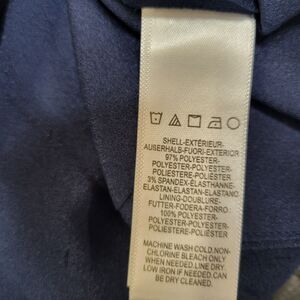 SHELL-EXTÉRIEUR-
AUSERHALB-FUORI-EXTERIOR
97% POLYESTER-
POLYESTER-POLYESTER-
POLIESTERE-POLIÉSTER
3% SPANDEX-ÉLASTHANNE-
ELASTAN-ELASTAN-ELASTANO
LINING-DOUBLURE-
FUTTER-FODERA-FORRO:
100% POLYESTER-
POLYESTER-POLYESTER-
POLIESTERE-POLIÉSTER
MACHINE WASH COLD.NON-
CHLORINE BLEACH ONLY
WHEN NEEDED.LINE DRY.
LOW IRON IF NEEDED.CAN
BE DRY CLEANED.